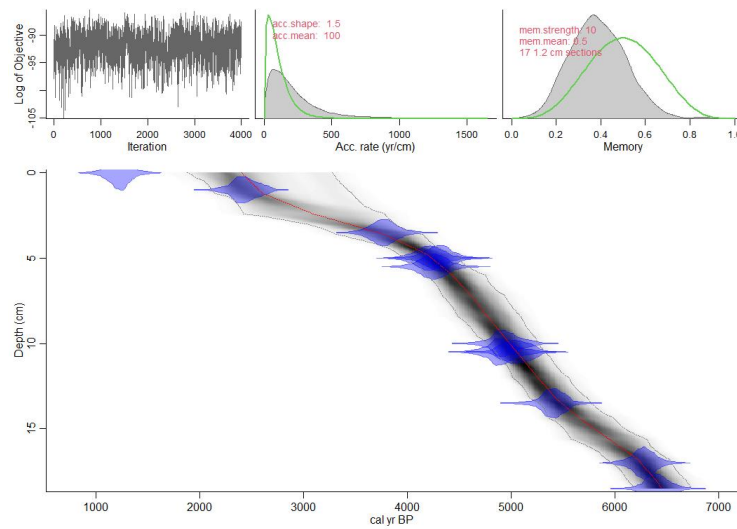 acc.shape: 1.5
acc.mean: 100
mem.strength: 10
mem.mean: 0.5
17 1.2 cm sections
Log of Objective
-90
-95
-105
0 1000 2000 3000 4000
Iteration
0 500 1000 1500
Acc. rate (yr/cm)
0.0 0.2 0.4 0.6 0.8 1.0
Memory
Depth (cm)
0
5
10
15
1000 2000 3000 4000 5000 6000 7000
cal yr BP